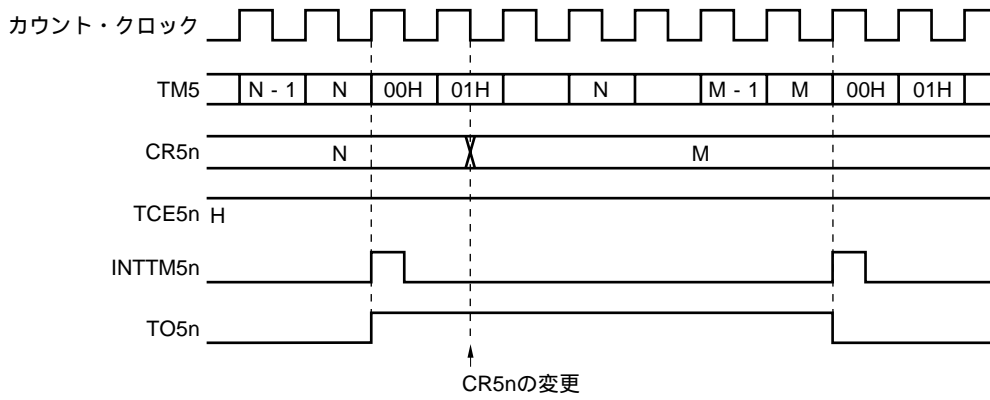 カウント・クロック
TM5 N - 1 N 00H 01H N M - 1 M 00H 01H
CR5n N M
TCE5n H
INTTM5n
TO5n
CR5nの変更